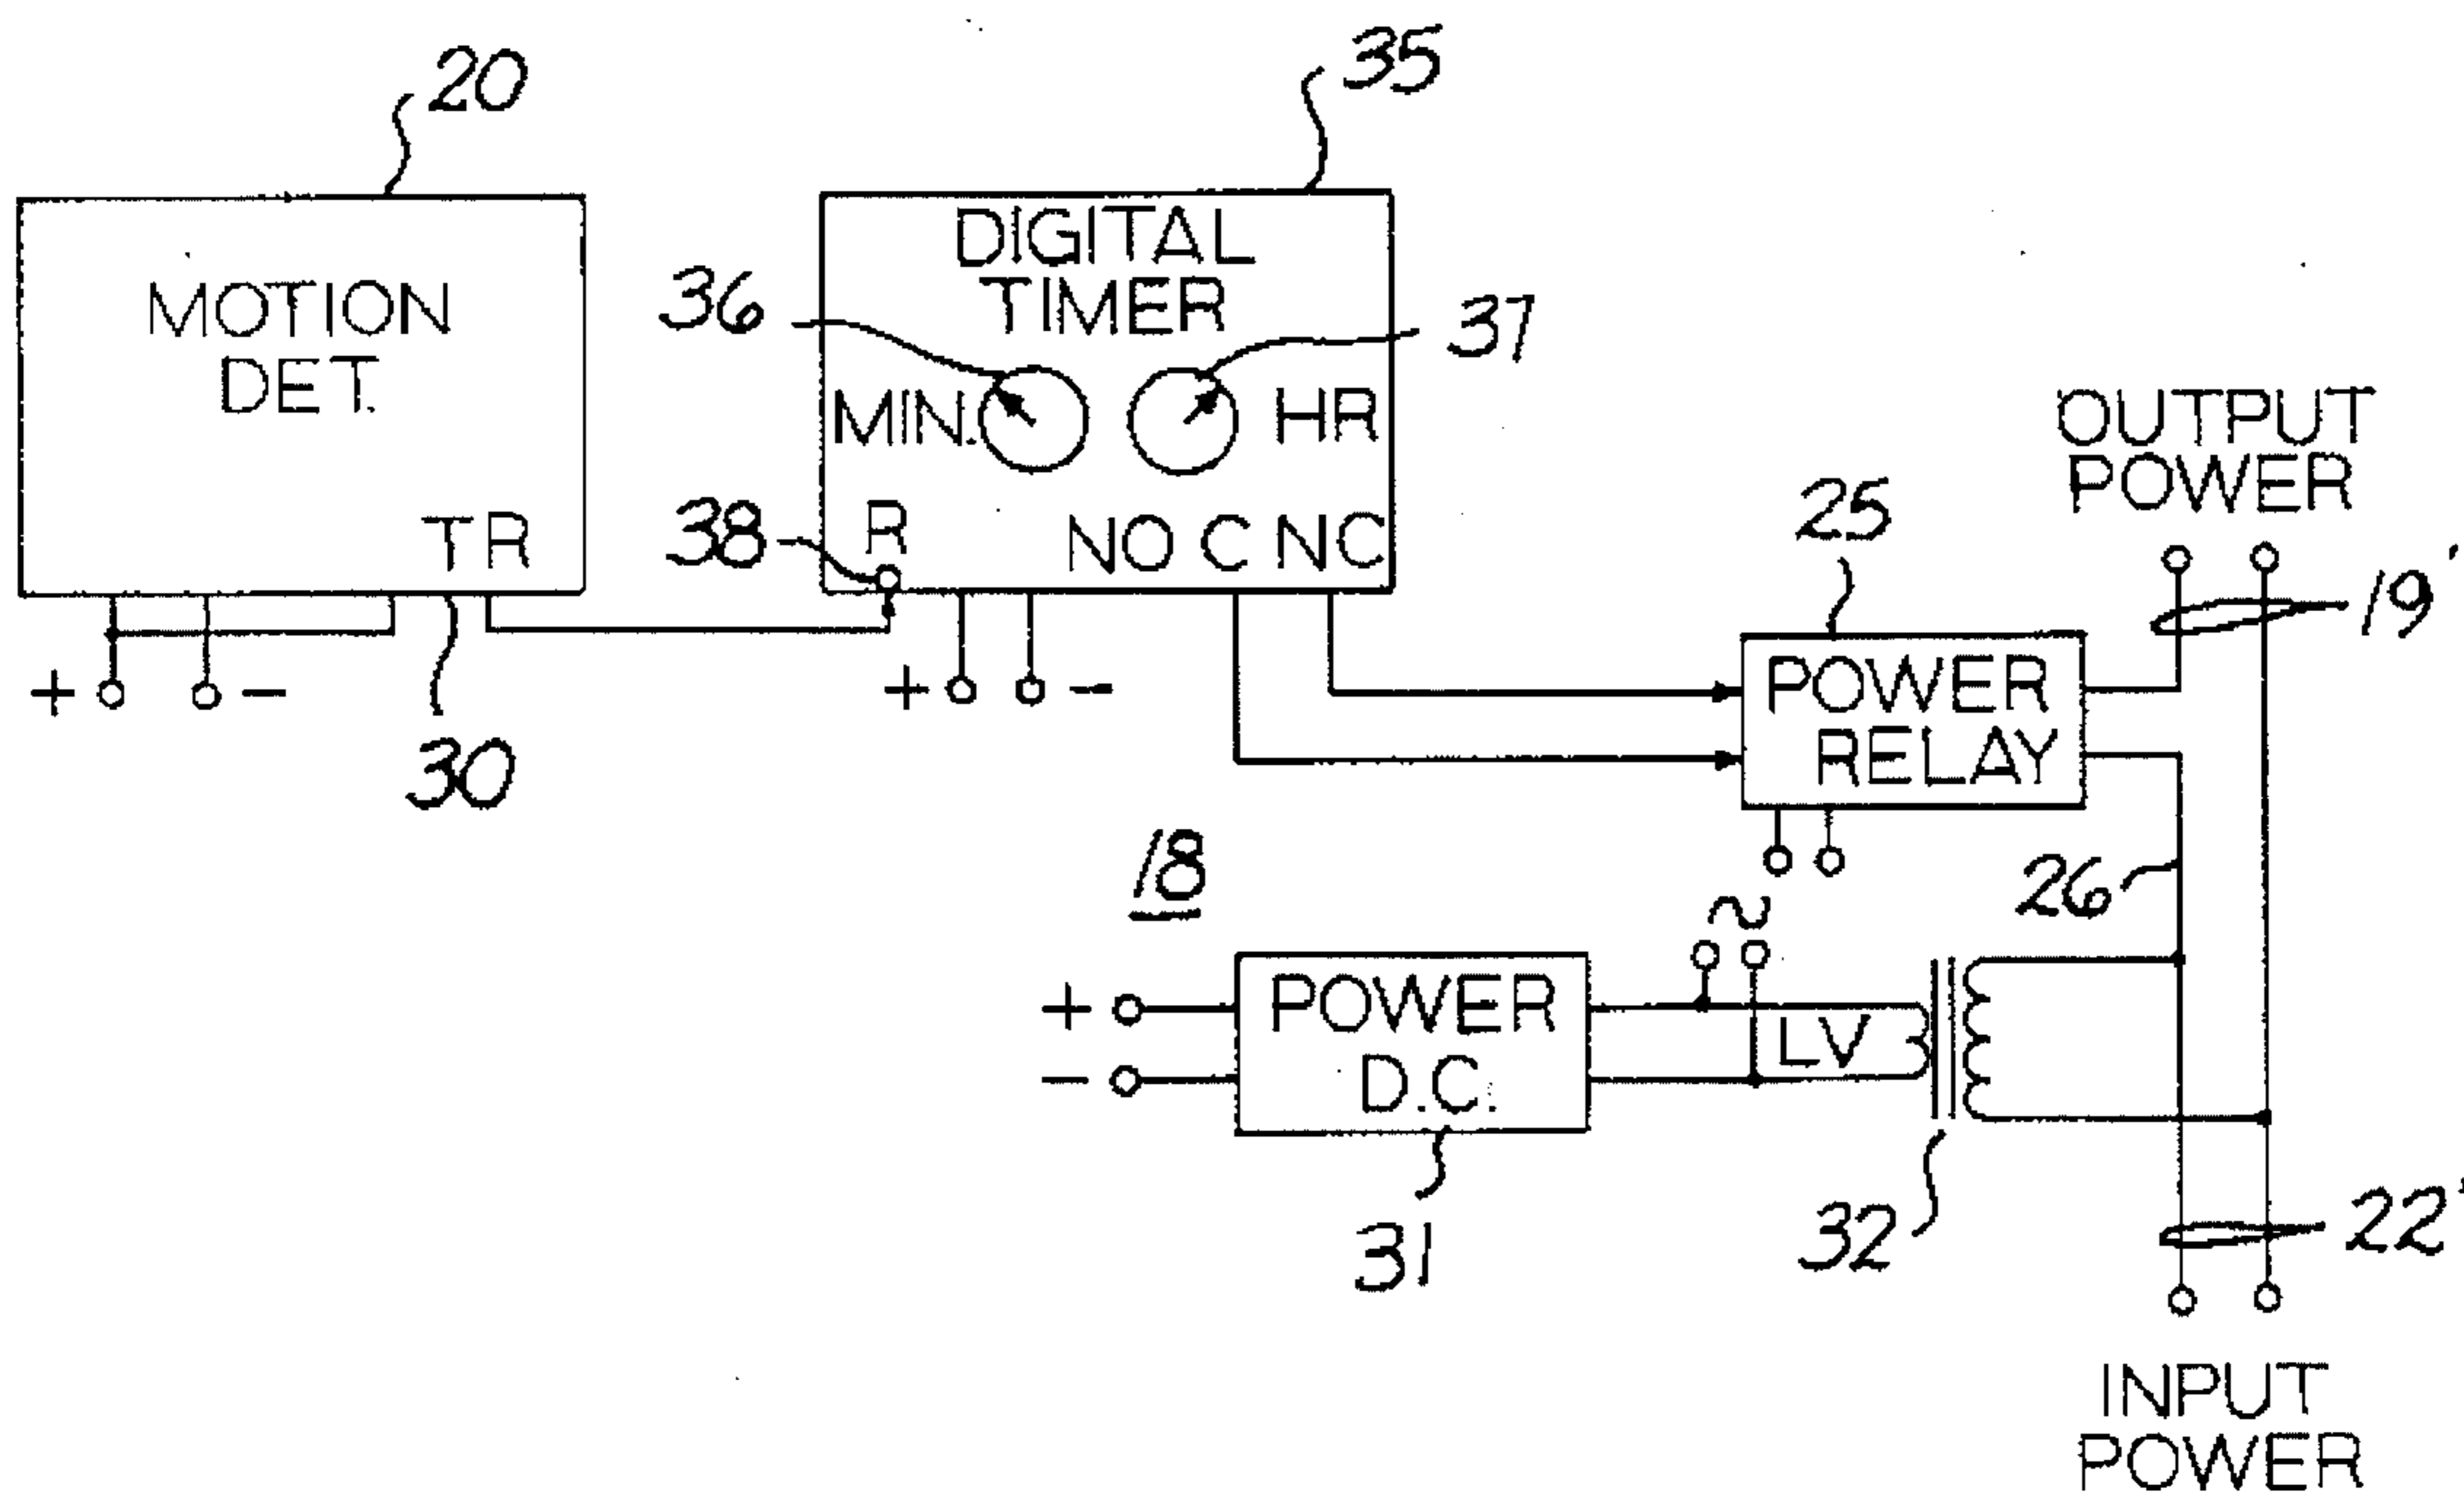 20
35
MOTION
DET.
TR
30
+
-
DIGITAL
TIMER
36
37
MIN.
HR
38
R
NO C NC
+
-
25
POWER
RELAY
OUTPUT
POWER
19'
26
18
+
-
POWER
D.C.
31
~
LV
32
22'
INPUT
POWER